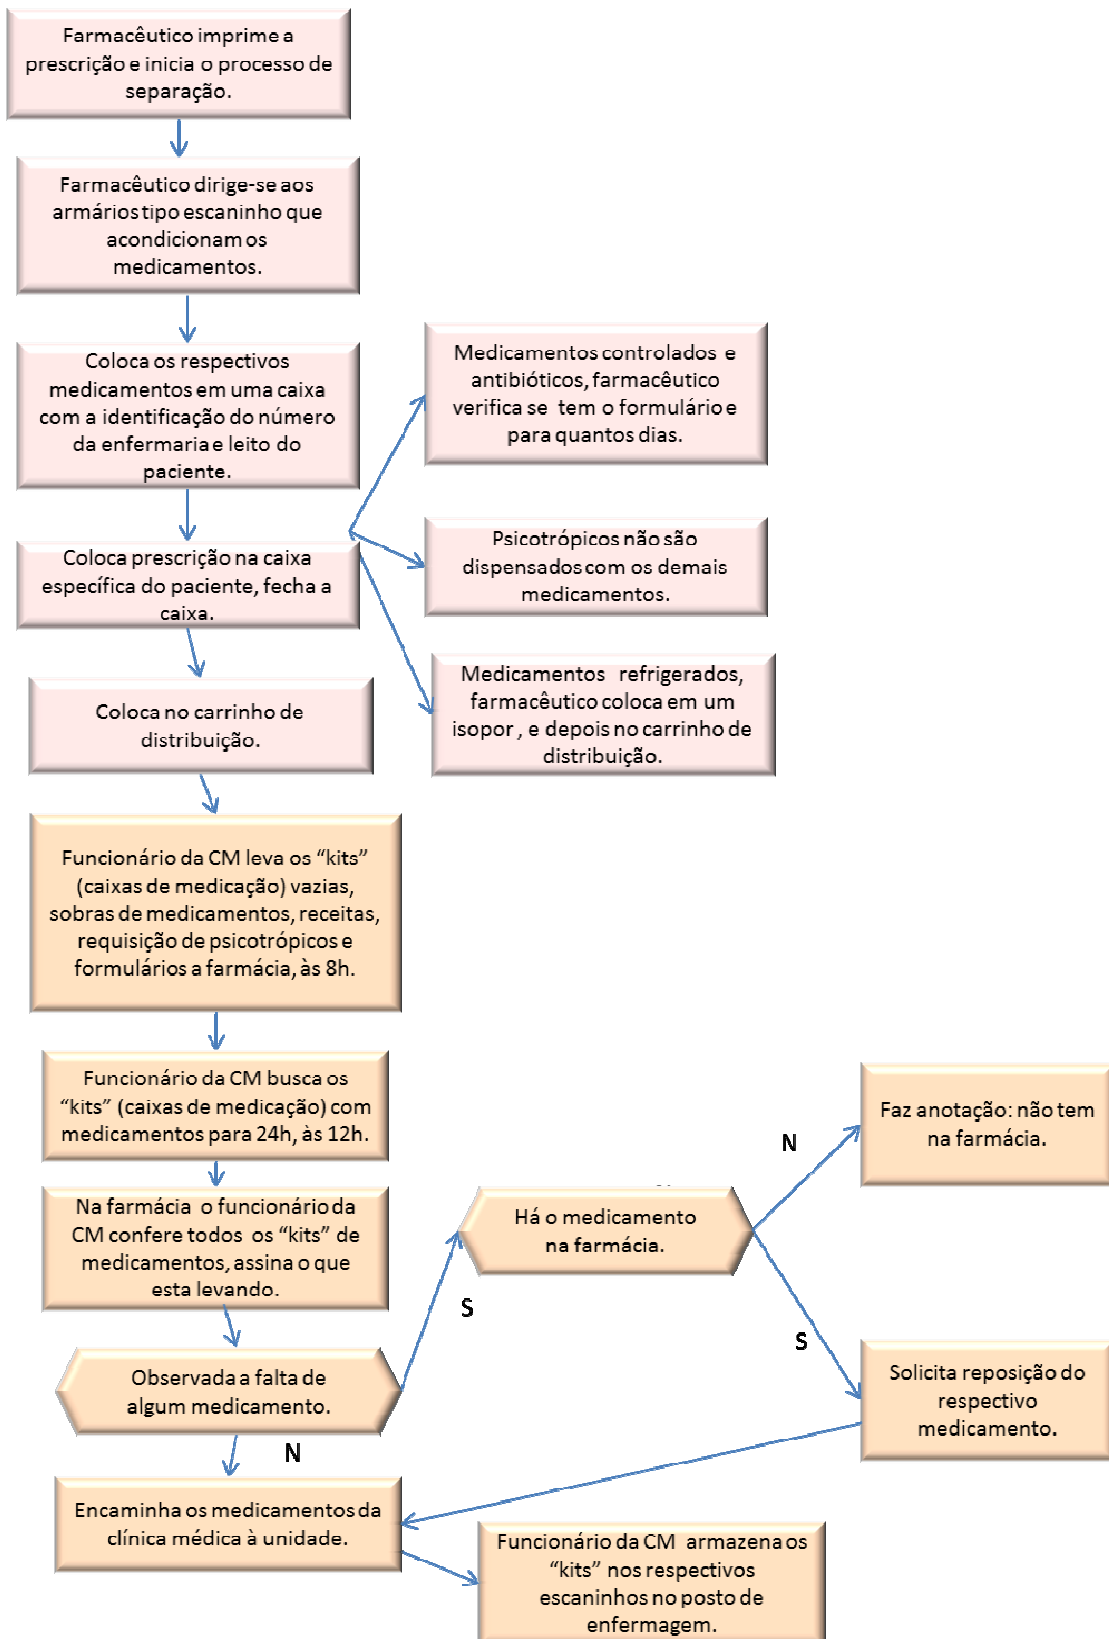 Farmacêutico imprime a
prescrição e inicia o processo de
separação.
Farmacêutico dirige-se aos
armários tipo escaninho que
acondicionam os
medicamentos.
Coloca os respectivos
medicamentos em uma caixa
com a identificação do número
da enfermaria e leito do
paciente.
Medicamentos controlados e
antibióticos, farmacêutico
verifica se tem o formulário e
para quantos dias.
Coloca prescrição na caixa
específica do paciente, fecha a
caixa.
Psicotrópicos não são
dispensados com os demais
medicamentos.
Medicamentos refrigerados,
farmacêutico coloca em um
isopor , e depois no carrinho de
distribuição.
Coloca no carrinho de
distribuição.
Funcionário da CM leva os “kits”
(caixas de medicação) vazias,
sobras de medicamentos, receitas,
requisição de psicotrópicos e
formulários a farmácia, às 8h.
Funcionário da CM busca os
“kits” (caixas de medicação) com
medicamentos para 24h, às 12h.
Na farmácia o funcionário da
CM confere todos os “kits” de
medicamentos, assina o que
esta levando.
Observada a falta de
algum medicamento.
S
N
Há o medicamento
na farmácia.
N
S
Faz anotação: não tem
na farmácia.
Solicita reposição do
respectivo
medicamento.
Encaminha os medicamentos da
clínica médica à unidade.
Funcionário da CM armazena os
“kits” nos respectivos
escaninhos no posto de
enfermagem.